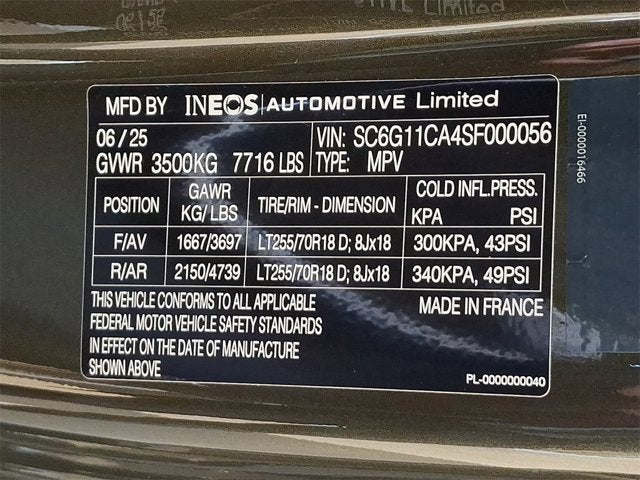 MFD BY INEOS AUTOMOTIVE Limited
06 / 25 VIN: SC6G11CA4SF000056
GVWR 3500KG 7716 LBS TYPE: MPV
POSITION GAWR KG/ LBS TIRE/RIM - DIMENSION COLD INFL.PRESS. KPA PSI
F/AV 1667/3697 LT255/70R18 D; 8Jx18 300KPA, 43PSI
R/AR 2150/4739 LT255/70R18 D; 8Jx18 340KPA, 49PSI
THIS VEHICLE CONFORMS TO ALL APPLICABLE MADE IN FRANCE
FEDERAL MOTOR VEHICLE SAFETY STANDARDS
IN EFFECT ON THE DATE OF MANUFACTURE
SHOWN ABOVE
PL-0000000040
EI-0000016466
Limited